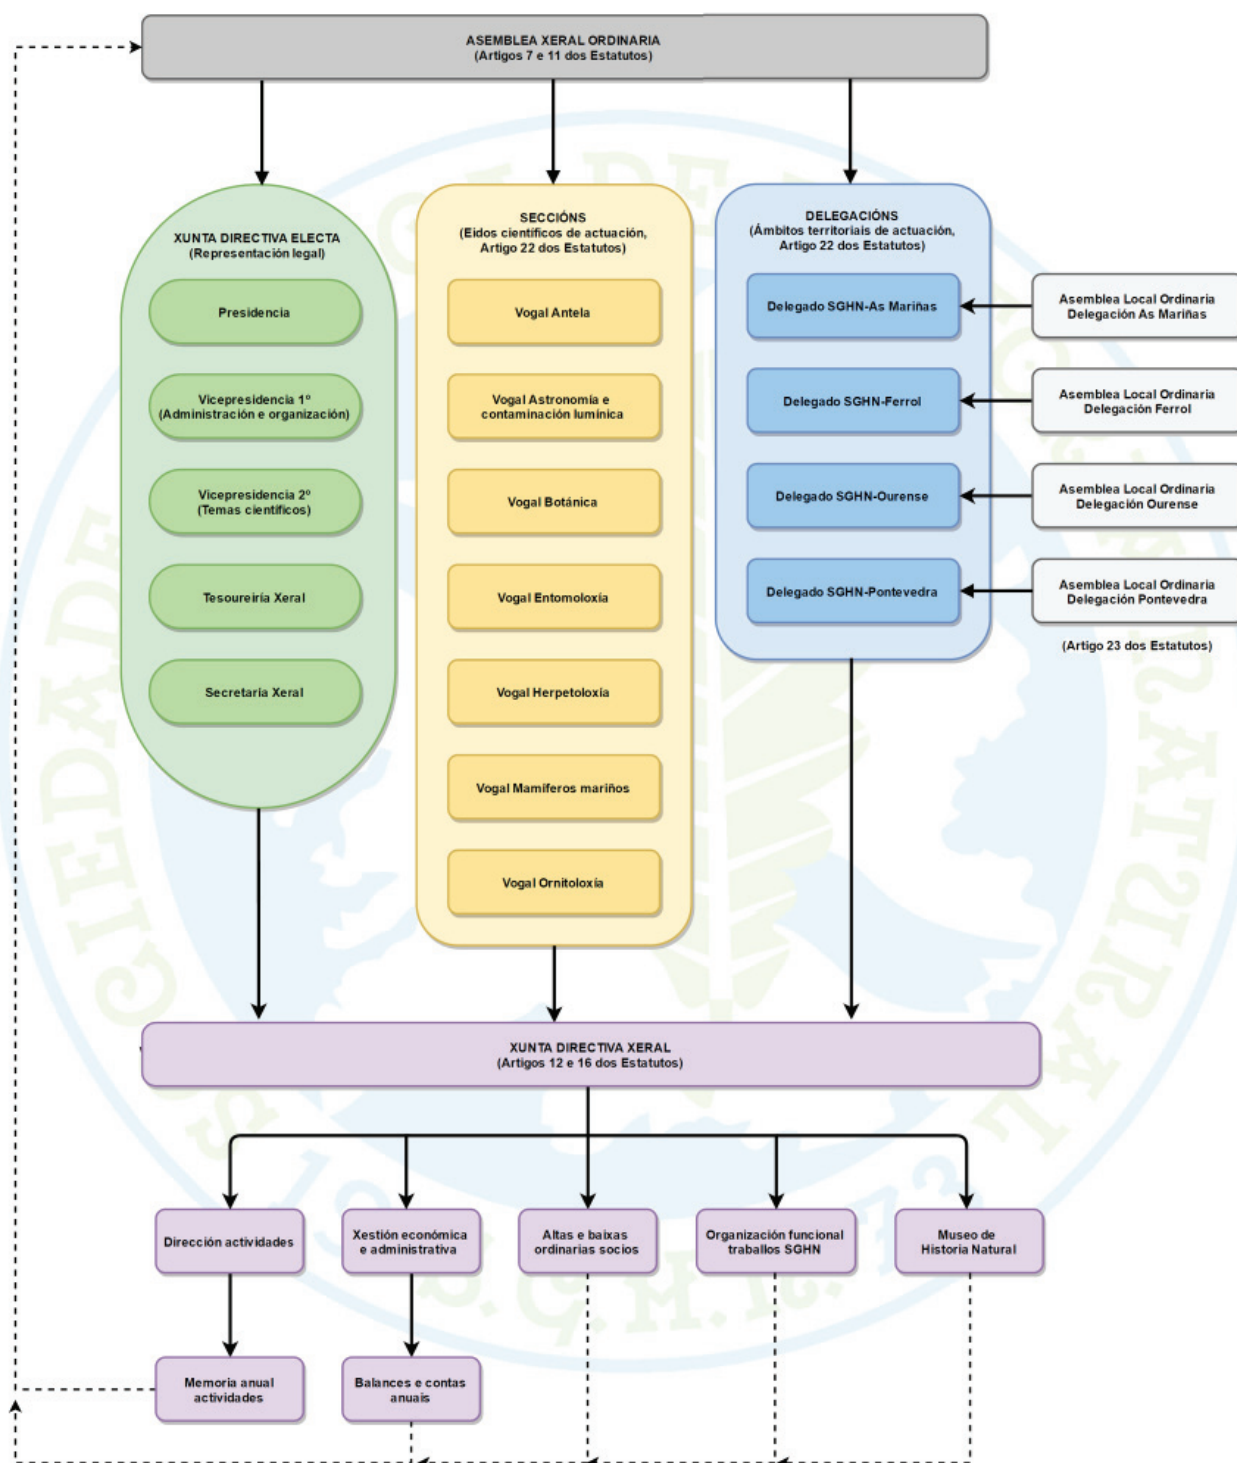 ASEMBLEA XERAL ORDINARIA
(Artigos 7 e 11 dos Estatutos)
XUNTA DIRECTIVA ELECTA
(Representación legal)
Presidencia
Vicepresidencia 1º
(Administración e organización)
Vicepresidencia 2º
(Temas científicos)
Tesoureiría Xeral
Secretaría Xeral
SECCIÓNS
(Eidos científicos de actuación,
Artigo 22 dos Estatutos)
Vogal Antela
Vogal Astronomía e
contaminación lumínica
Vogal Botánica
Vogal Entomoloxía
Vogal Herpetoloxía
Vogal Mamíferos mariños
Vogal Ornitoloxía
DELEGACIÓNS
(Ámbitos territoriais de actuación,
Artigo 22 dos Estatutos)
Delegado SGHN-As Mariñas
Delegado SGHN-Ferrol
Delegado SGHN-Ourense
Delegado SGHN-Pontevedra
Asemblea Local Ordinaria
Delegación As Mariñas
Asemblea Local Ordinaria
Delegación Ferrol
Asemblea Local Ordinaria
Delegación Ourense
Asemblea Local Ordinaria
Delegación Pontevedra
(Artigo 23 dos Estatutos)
XUNTA DIRECTIVA XERAL
(Artigos 12 e 16 dos Estatutos)
Dirección actividades
Xestión económica
e administrativa
Altas e baixas
ordinarias socios
Organización funcional
traballos SGHN
Museo de
Historia Natural
Memoria anual
actividades
Balances e contas
anuais